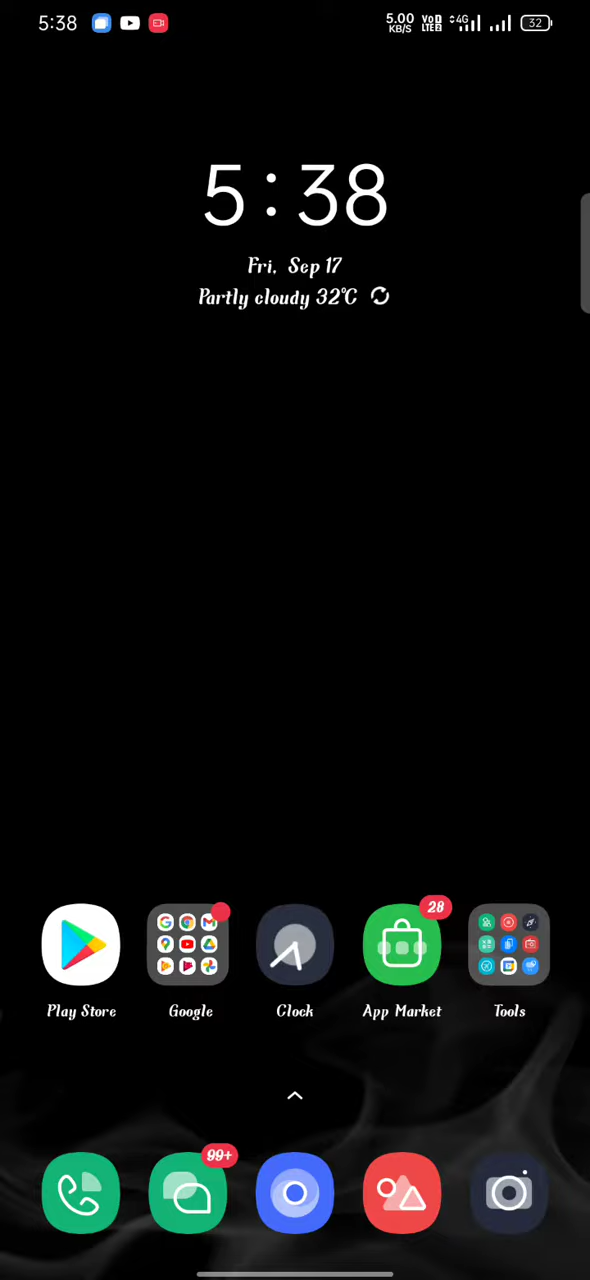 5:38
5.00 KB/S
VoD LTE2
4G
32
5:38
Fri, Sep 17
Partly cloudy 32°C
28
Play Store
Google
Clock
App Market
Tools
99+